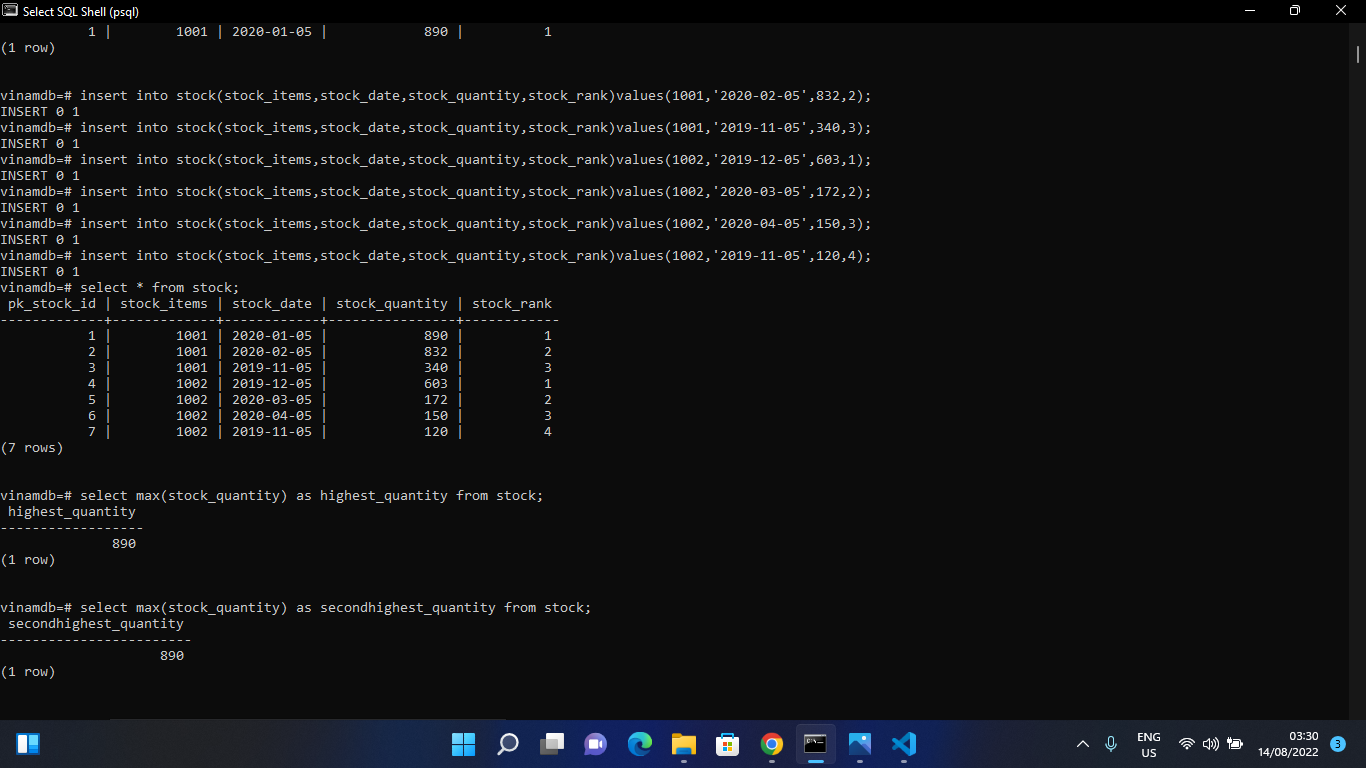 Select SQL Shell (psql)
1 | 1001 | 2020-01-05 | 890 | 1
(1 row)
vinamdb=# insert into stock(stock_items,stock_date,stock_quantity,stock_rank)values(1001,'2020-02-05',832,2);
INSERT 0 1
vinamdb=# insert into stock(stock_items,stock_date,stock_quantity,stock_rank)values(1001,'2019-11-05',340,3);
INSERT 0 1
vinamdb=# insert into stock(stock_items,stock_date,stock_quantity,stock_rank)values(1002,'2019-12-05',603,1);
INSERT 0 1
vinamdb=# insert into stock(stock_items,stock_date,stock_quantity,stock_rank)values(1002,'2020-03-05',172,2);
INSERT 0 1
vinamdb=# insert into stock(stock_items,stock_date,stock_quantity,stock_rank)values(1002,'2020-04-05',150,3);
INSERT 0 1
vinamdb=# insert into stock(stock_items,stock_date,stock_quantity,stock_rank)values(1002,'2019-11-05',120,4);
INSERT 0 1
vinamdb=# select * from stock;
pk_stock_id | stock_items | stock_date | stock_quantity | stock_rank
-------------+-------------+------------+----------------+------------
1 | 1001 | 2020-01-05 | 890 | 1
2 | 1001 | 2020-02-05 | 832 | 2
3 | 1001 | 2019-11-05 | 340 | 3
4 | 1002 | 2019-12-05 | 603 | 1
5 | 1002 | 2020-03-05 | 172 | 2
6 | 1002 | 2020-04-05 | 150 | 3
7 | 1002 | 2019-11-05 | 120 | 4
(7 rows)
vinamdb=# select max(stock_quantity) as highest_quantity from stock;
highest_quantity
------------------
890
(1 row)
vinamdb=# select max(stock_quantity) as secondhighest_quantity from stock;
secondhighest_quantity
------------------------
890
(1 row)
ENG
US
03:30
14/08/2022
3